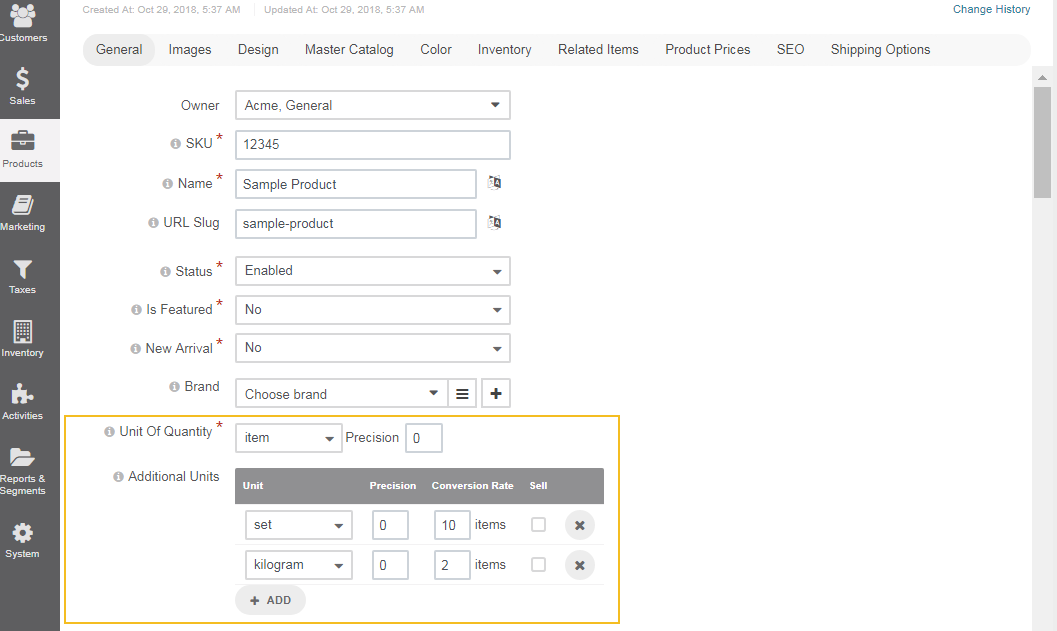 Created At: Oct 29, 2018, 5:37 AM Updated At: Oct 29, 2018, 5:37 AM Change History
Customers
Sales
Products
Marketing
Taxes
Inventory
Activities
Reports &
Segments
System
General Images Design Master Catalog Color Inventory Related Items Product Prices SEO Shipping Options
Owner Acme, General
SKU * 12345
Name * Sample Product
URL Slug sample-product
Status * Enabled
Is Featured * No
New Arrival * No
Brand Choose brand
Unit Of Quantity * item Precision 0
Additional Units Unit Precision Conversion Rate Sell
set 0 10 items
kilogram 0 2 items
+ ADD